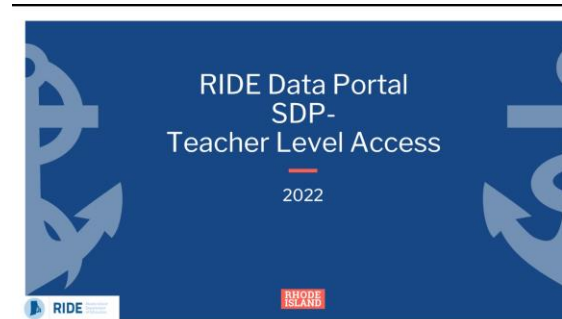 RIDE Data Portal
SDP-
Teacher Level Access
2022
RHODE
ISLAND
RIDE